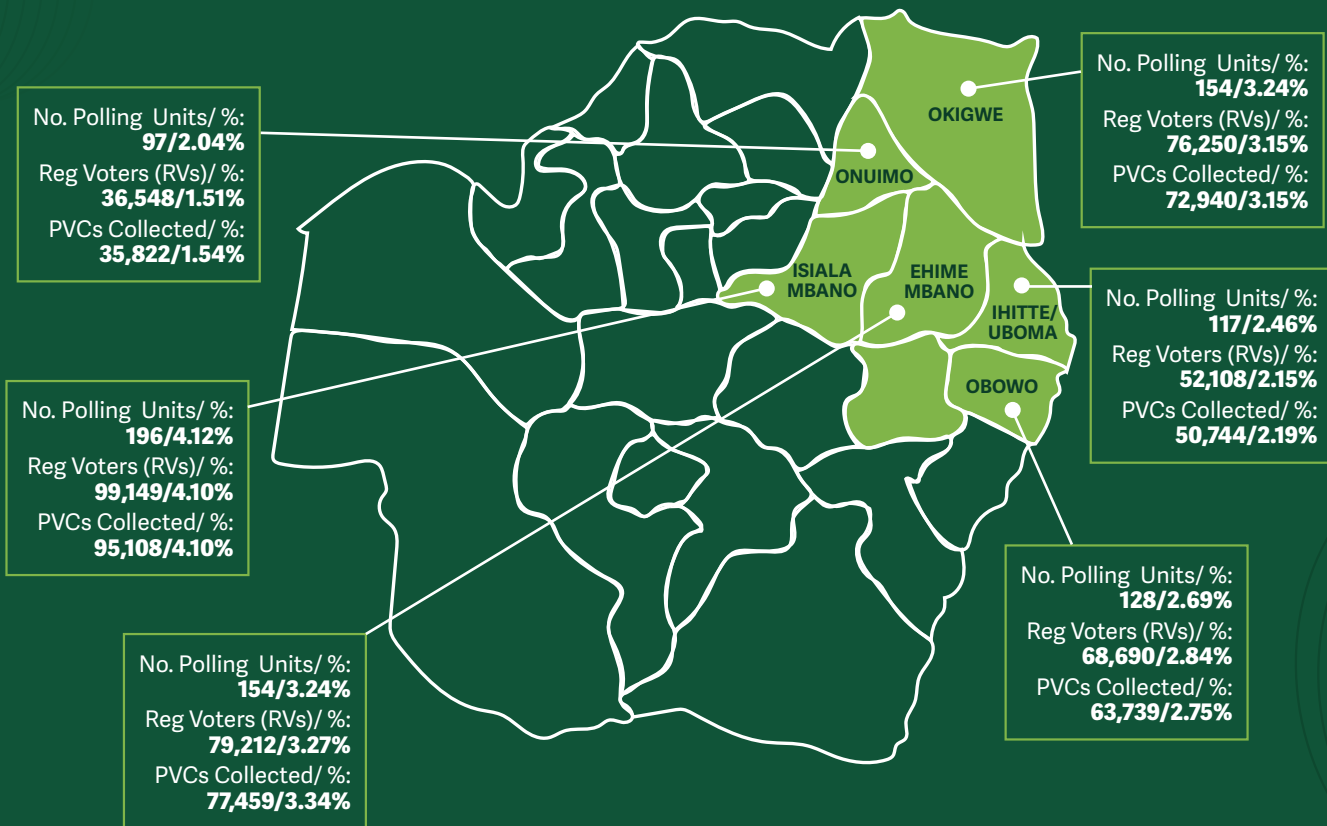 No. Polling Units/ %:
97/2.04%
Reg Voters (RVs)/ %:
36,548/1.51%
PVCs Collected/ %:
35,822/1.54%
No. Polling Units/ %:
154/3.24%
Reg Voters (RVs)/ %:
76,250/3.15%
PVCs Collected/ %:
72,940/3.15%
OKIGWE
ONUIMO
ISIALA
MBANO
EHIME
MBANO
IHITTE/
UBOMA
OBOWO
No. Polling Units/ %:
117/2.46%
Reg Voters (RVs)/ %:
52,108/2.15%
PVCs Collected/ %:
50,744/2.19%
No. Polling Units/ %:
196/4.12%
Reg Voters (RVs)/ %:
99,149/4.10%
PVCs Collected/ %:
95,108/4.10%
No. Polling Units/ %:
128/2.69%
Reg Voters (RVs)/ %:
68,690/2.84%
PVCs Collected/ %:
63,739/2.75%
No. Polling Units/ %:
154/3.24%
Reg Voters (RVs)/ %:
79,212/3.27%
PVCs Collected/ %:
77,459/3.34%